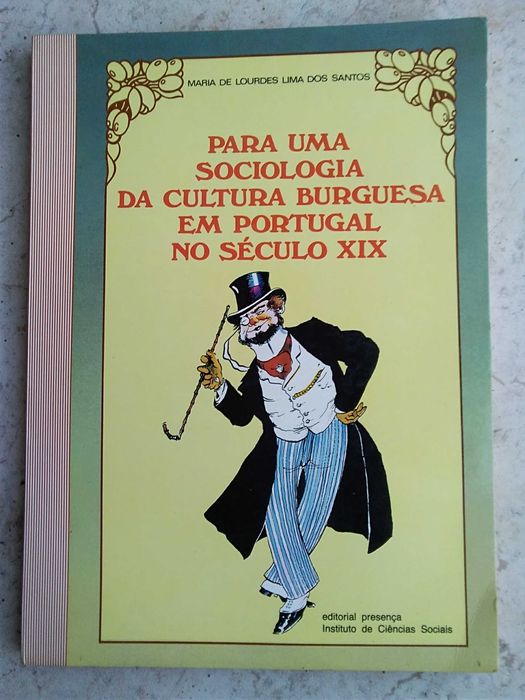 MARIA DE LOURDES LIMA DOS SANTOS
PARA UMA
SOCIOLOGIA
DA CULTURA BURGUESA
EM PORTUGAL
NO SÉCULO XIX
editorial presença
Instituto de Ciências Sociais